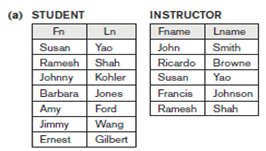 (a) STUDENT INSTRUCTOR
Fn Ln Fname Lname
Susan Yao John Smith
Ramesh Shah Ricardo Browne
Johnny Kohler Susan Yao
Barbara Jones Francis Johnson
Amy Ford Ramesh Shah
Jimmy Wang
Ernest Gilbert